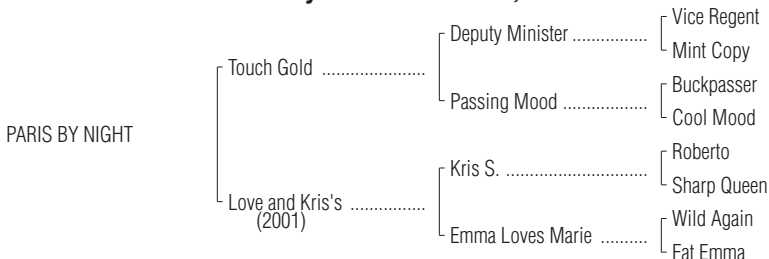 Vice Regent
Deputy Minister ................
Mint Copy
Touch Gold ......................
Buckpasser
Passing Mood ..................
Cool Mood
PARIS BY NIGHT
Roberto
Kris S. ..............................
Sharp Queen
Love and Kris's ................
(2001)
Wild Again
Emma Loves Marie ..........
Fat Emma